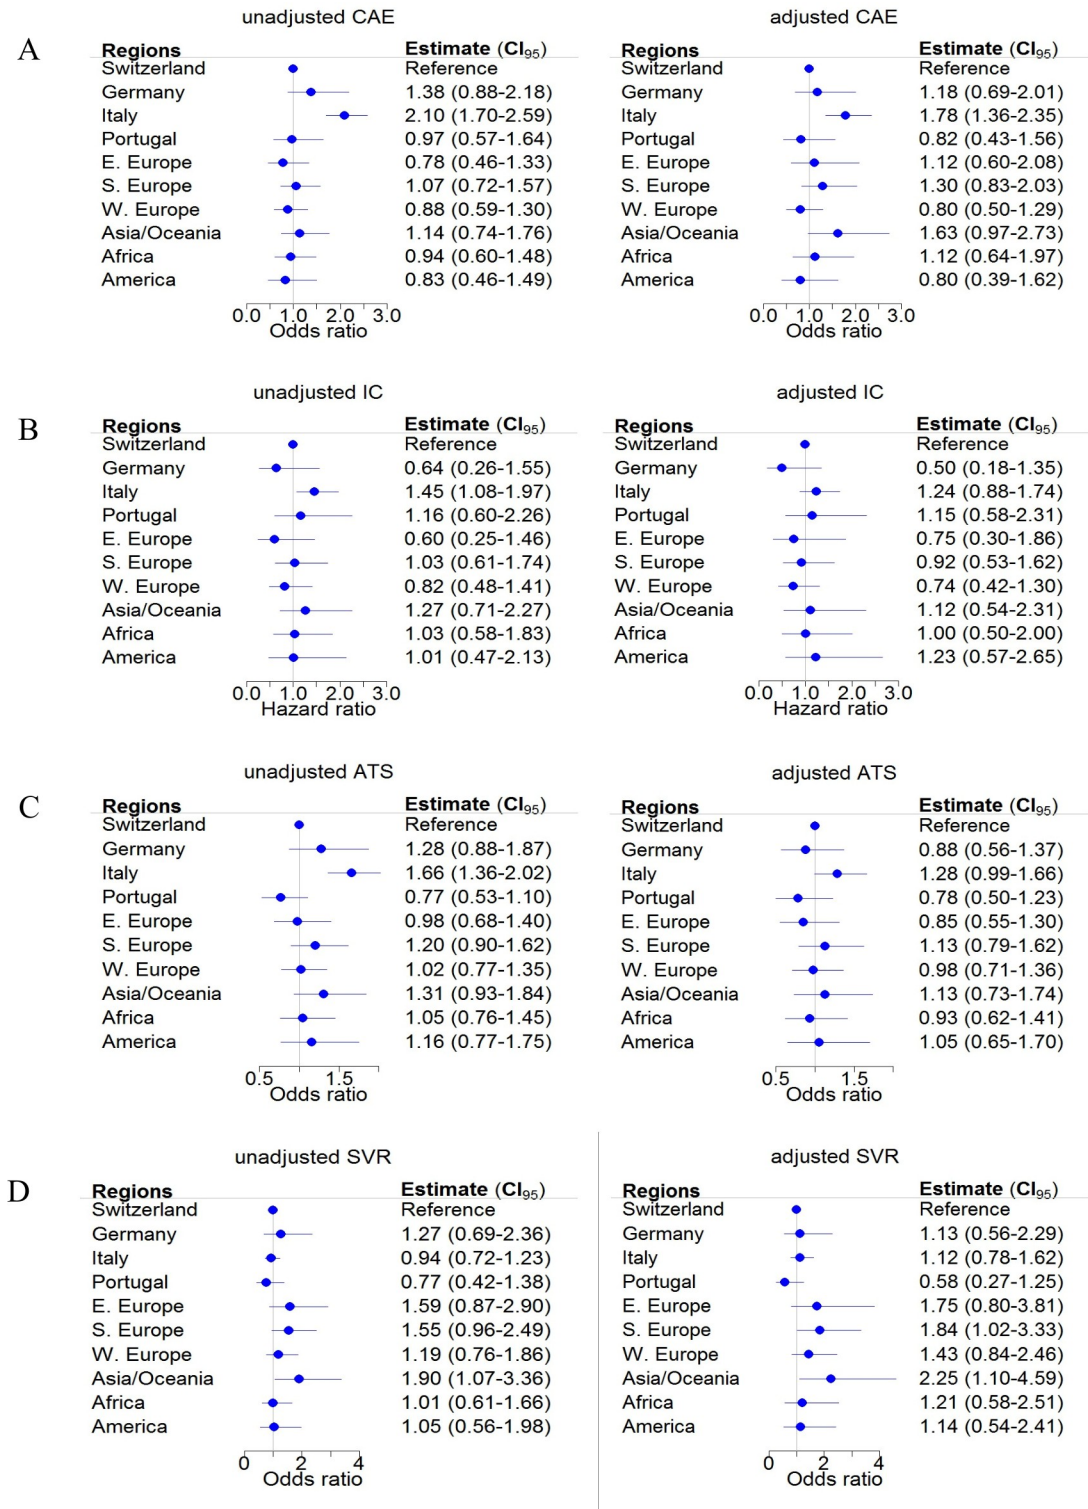 unadjusted CAE
A
Regions Estimate (CI95)
Switzerland Reference
Germany 1.38 (0.88-2.18)
Italy 2.10 (1.70-2.59)
Portugal 0.97 (0.57-1.64)
E. Europe 0.78 (0.46-1.33)
S. Europe 1.07 (0.72-1.57)
W. Europe 0.88 (0.59-1.30)
Asia/Oceania 1.14 (0.74-1.76)
Africa 0.94 (0.60-1.48)
America 0.83 (0.46-1.49)
0.0 1.0 2.0 3.0
Odds ratio
adjusted CAE
Regions Estimate (CI95)
Switzerland Reference
Germany 1.18 (0.69-2.01)
Italy 1.78 (1.36-2.35)
Portugal 0.82 (0.43-1.56)
E. Europe 1.12 (0.60-2.08)
S. Europe 1.30 (0.83-2.03)
W. Europe 0.80 (0.50-1.29)
Asia/Oceania 1.63 (0.97-2.73)
Africa 1.12 (0.64-1.97)
America 0.80 (0.39-1.62)
0.0 1.0 2.0 3.0
Odds ratio
unadjusted IC
B
Regions Estimate (CI95)
Switzerland Reference
Germany 0.64 (0.26-1.55)
Italy 1.45 (1.08-1.97)
Portugal 1.16 (0.60-2.26)
E. Europe 0.60 (0.25-1.46)
S. Europe 1.03 (0.61-1.74)
W. Europe 0.82 (0.48-1.41)
Asia/Oceania 1.27 (0.71-2.27)
Africa 1.03 (0.58-1.83)
America 1.01 (0.47-2.13)
0.0 1.0 2.0 3.0
Hazard ratio
adjusted IC
Regions Estimate (CI95)
Switzerland Reference
Germany 0.50 (0.18-1.35)
Italy 1.24 (0.88-1.74)
Portugal 1.15 (0.58-2.31)
E. Europe 0.75 (0.30-1.86)
S. Europe 0.92 (0.53-1.62)
W. Europe 0.74 (0.42-1.30)
Asia/Oceania 1.12 (0.54-2.31)
Africa 1.00 (0.50-2.00)
America 1.23 (0.57-2.65)
0.0 1.0 2.0 3.0
Hazard ratio
unadjusted ATS
C
Regions Estimate (CI95)
Switzerland Reference
Germany 1.28 (0.88-1.87)
Italy 1.66 (1.36-2.02)
Portugal 0.77 (0.53-1.10)
E. Europe 0.98 (0.68-1.40)
S. Europe 1.20 (0.90-1.62)
W. Europe 1.02 (0.77-1.35)
Asia/Oceania 1.31 (0.93-1.84)
Africa 1.05 (0.76-1.45)
America 1.16 (0.77-1.75)
0.5 1.5
Odds ratio
adjusted ATS
Regions Estimate (CI95)
Switzerland Reference
Germany 0.88 (0.56-1.37)
Italy 1.28 (0.99-1.66)
Portugal 0.78 (0.50-1.23)
E. Europe 0.85 (0.55-1.30)
S. Europe 1.13 (0.79-1.62)
W. Europe 0.98 (0.71-1.36)
Asia/Oceania 1.13 (0.73-1.74)
Africa 0.93 (0.62-1.41)
America 1.05 (0.65-1.70)
0.5 1.5
Odds ratio
unadjusted SVR
D
Regions Estimate (CI95)
Switzerland Reference
Germany 1.27 (0.69-2.36)
Italy 0.94 (0.72-1.23)
Portugal 0.77 (0.42-1.38)
E. Europe 1.59 (0.87-2.90)
S. Europe 1.55 (0.96-2.49)
W. Europe 1.19 (0.76-1.86)
Asia/Oceania 1.90 (1.07-3.36)
Africa 1.01 (0.61-1.66)
America 1.05 (0.56-1.98)
0 2 4
Odds ratio
adjusted SVR
Regions Estimate (CI95)
Switzerland Reference
Germany 1.13 (0.56-2.29)
Italy 1.12 (0.78-1.62)
Portugal 0.58 (0.27-1.25)
E. Europe 1.75 (0.80-3.81)
S. Europe 1.84 (1.02-3.33)
W. Europe 1.43 (0.84-2.46)
Asia/Oceania 2.25 (1.10-4.59)
Africa 1.21 (0.58-2.51)
America 1.14 (0.54-2.41)
0 2 4
Odds ratio